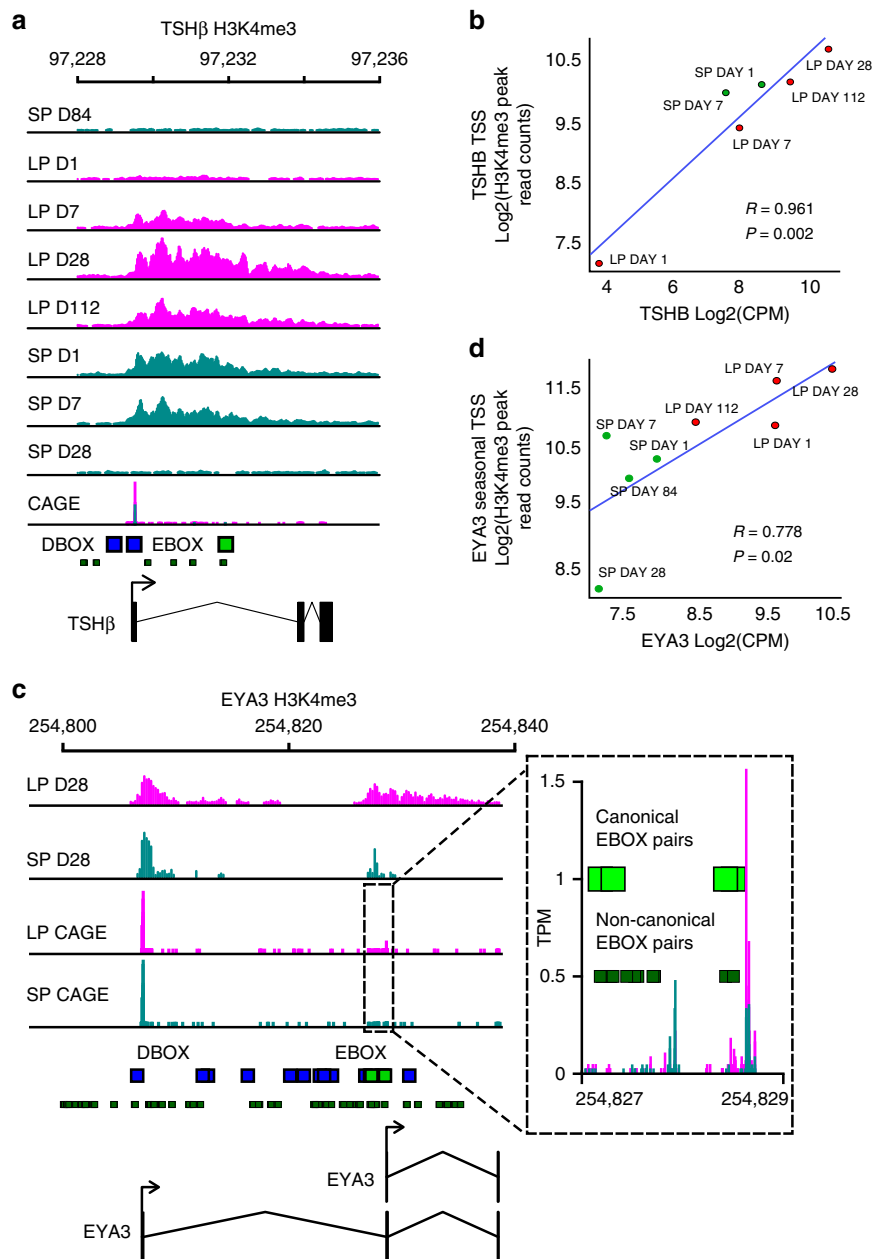 a
TSHβ H3K4me3
97,228 97,232 97,236
SP D84
LP D1
LP D7
LP D28
LP D112
SP D1
SP D7
SP D28
CAGE
DBOX EBOX
TSHβ
b
TSHB TSS
Log2(H3K4me3 peak
read counts)
10.5
9.5
8.5
7.5
SP DAY 1
LP DAY 28
SP DAY 7
LP DAY 112
LP DAY 7
R = 0.961
P = 0.002
LP DAY 1
4 6 8 10
TSHB Log2(CPM)
d
EYA3 seasonal TSS
Log2(H3K4me3 peak
read counts)
11.5
10.5
9.5
8.5
LP DAY 7
LP DAY 28
SP DAY 7
LP DAY 112
SP DAY 1
LP DAY 1
SP DAY 84
R = 0.778
P = 0.02
SP DAY 28
7.5 8.5 9.5 10.5
EYA3 Log2(CPM)
c
EYA3 H3K4me3
254,800 254,820 254,840
LP D28
SP D28
LP CAGE
SP CAGE
DBOX EBOX
EYA3
EYA3
1.5
1
0.5
0
TPM
Canonical
EBOX pairs
Non-canonical
EBOX pairs
254,827 254,829